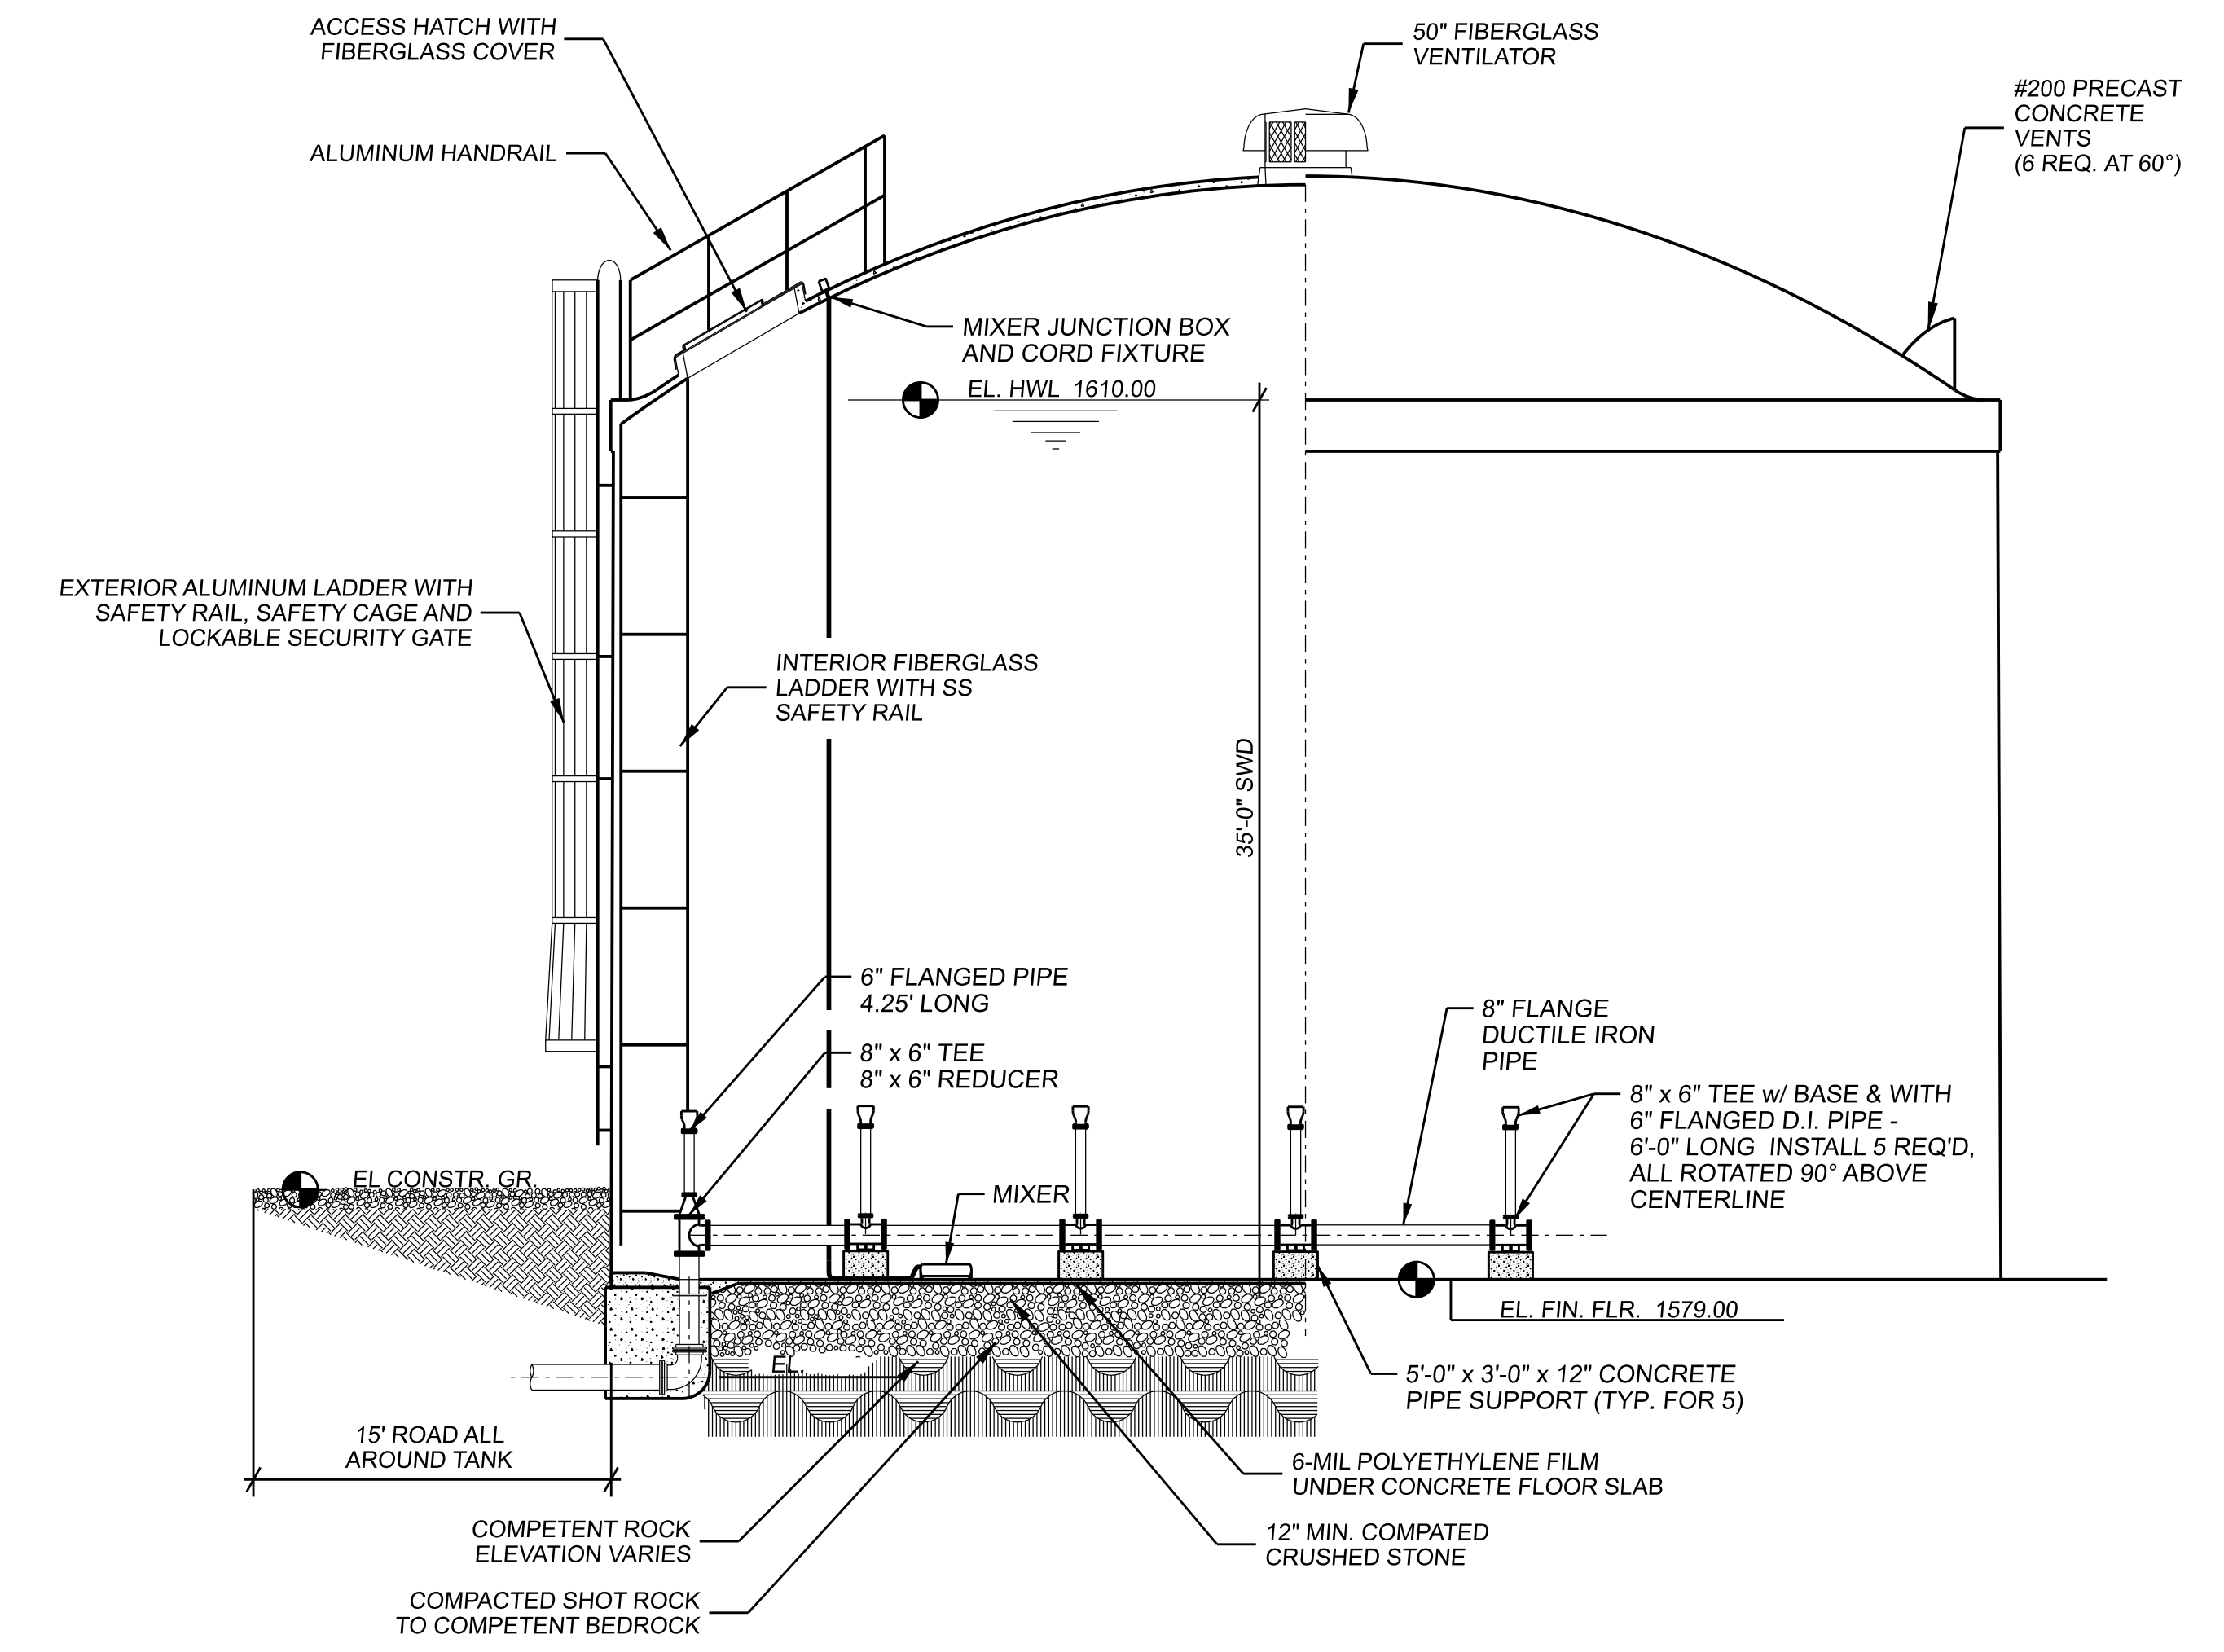 ACCESS HATCH WITH
FIBERGLASS COVER
50" FIBERGLASS
VENTILATOR
#200 PRECAST
CONCRETE
VENTS
(6 REQ. AT 60°)
ALUMINUM HANDRAIL
MIXER JUNCTION BOX
AND CORD FIXTURE
EL. HWL 1610.00
EXTERIOR ALUMINUM LADDER WITH
SAFETY RAIL, SAFETY CAGE AND
LOCKABLE SECURITY GATE
INTERIOR FIBERGLASS
LADDER WITH SS
SAFETY RAIL
35'-0" SWD
6" FLANGED PIPE
4.25' LONG
8" x 6" TEE
8" x 6" REDUCER
8" FLANGE
DUCTILE IRON
PIPE
8" x 6" TEE w/ BASE & WITH
6" FLANGED D.I. PIPE -
6'-0" LONG INSTALL 5 REQ'D,
ALL ROTATED 90° ABOVE
CENTERLINE
EL CONSTR. GR.
MIXER
EL. FIN. FLR. 1579.00
EL.
5'-0" x 3'-0" x 12" CONCRETE
PIPE SUPPORT (TYP. FOR 5)
15' ROAD ALL
AROUND TANK
6-MIL POLYETHYLENE FILM
UNDER CONCRETE FLOOR SLAB
COMPETENT ROCK
ELEVATION VARIES
12" MIN. COMPATED
CRUSHED STONE
COMPACTED SHOT ROCK
TO COMPETENT BEDROCK